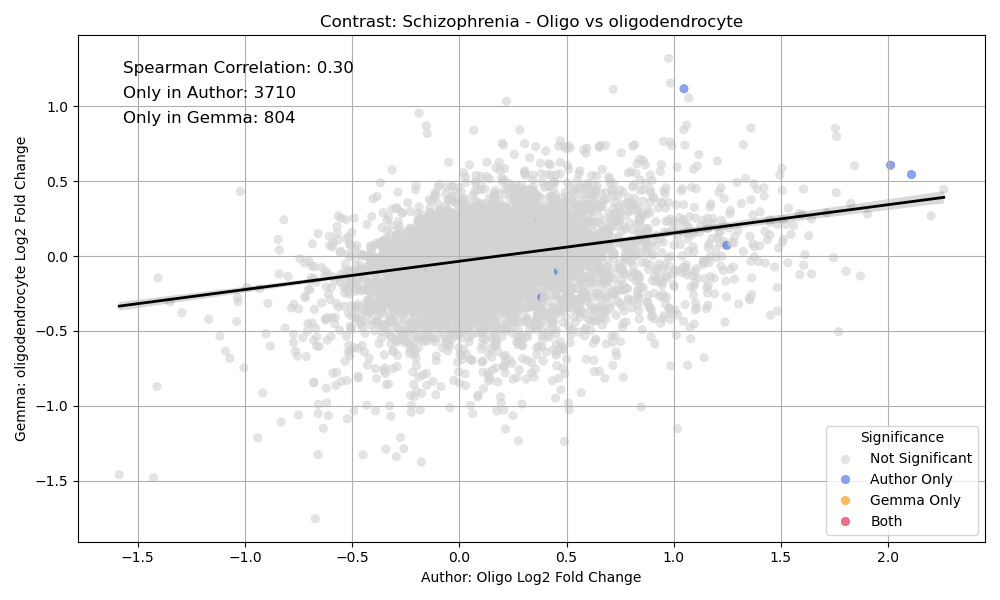 Contrast: Schizophrenia - Oligo vs oligodendrocyte
Spearman Correlation: 0.30
Only in Author: 3710
Only in Gemma: 804
Gemma: oligodendrocyte Log2 Fold Change
1.0
0.5
0.0
−0.5
−1.0
−1.5
Significance
Not Significant
Author Only
Gemma Only
Both
−1.5 −1.0 −0.5 0.0 0.5 1.0 1.5 2.0
Author: Oligo Log2 Fold Change